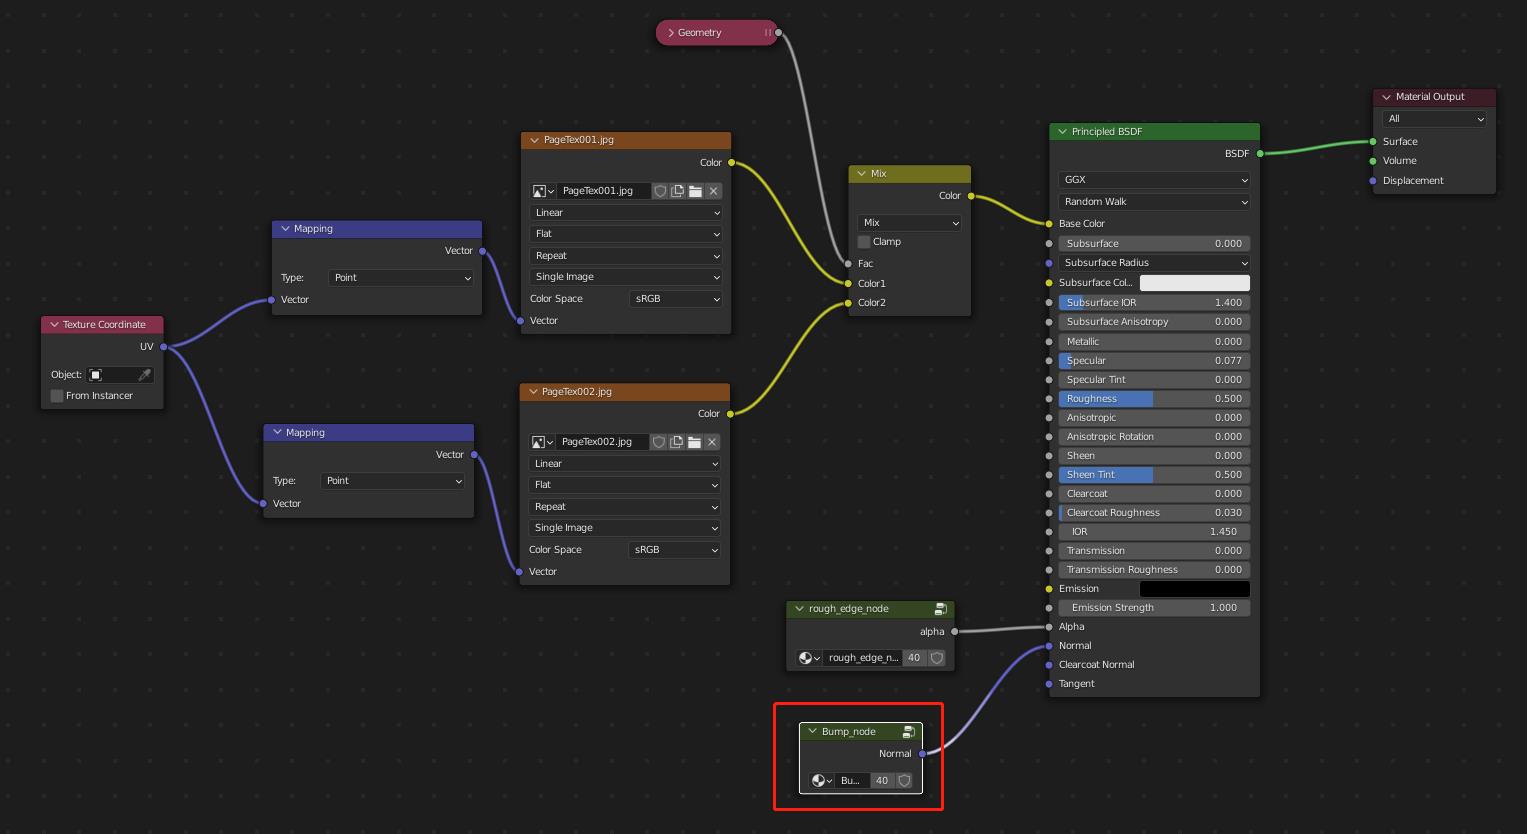 Geometry
Material Output
All
Surface
Volume
Displacement
PageTex001.jpg
Color
PageTex001.jpg
Linear
Flat
Repeat
Single Image
Color Space sRGB
Vector
Mapping
Vector
Type: Point
Vector
Texture Coordinate
UV
Object:
From Instancer
Mapping
Vector
Type: Point
Vector
PageTex002.jpg
Color
PageTex002.jpg
Linear
Flat
Repeat
Single Image
Color Space sRGB
Vector
Mix
Color
Mix
Clamp
Fac
Color1
Color2
Principled BSDF
BSDF
GGX
Random Walk
Base Color
Subsurface 0.000
Subsurface Radius
Subsurface Col...
Subsurface IOR 1.400
Subsurface Anisotropy 0.000
Metallic 0.000
Specular 0.077
Specular Tint 0.000
Roughness 0.500
Anisotropic 0.000
Anisotropic Rotation 0.000
Sheen 0.000
Sheen Tint 0.500
Clearcoat 0.000
Clearcoat Roughness 0.030
IOR 1.450
Transmission 0.000
Transmission Roughness 0.000
Emission
Emission Strength 1.000
Alpha
Normal
Clearcoat Normal
Tangent
rough_edge_node
alpha
rough_edge_n... 40
Bump_node
Normal
Bu... 40